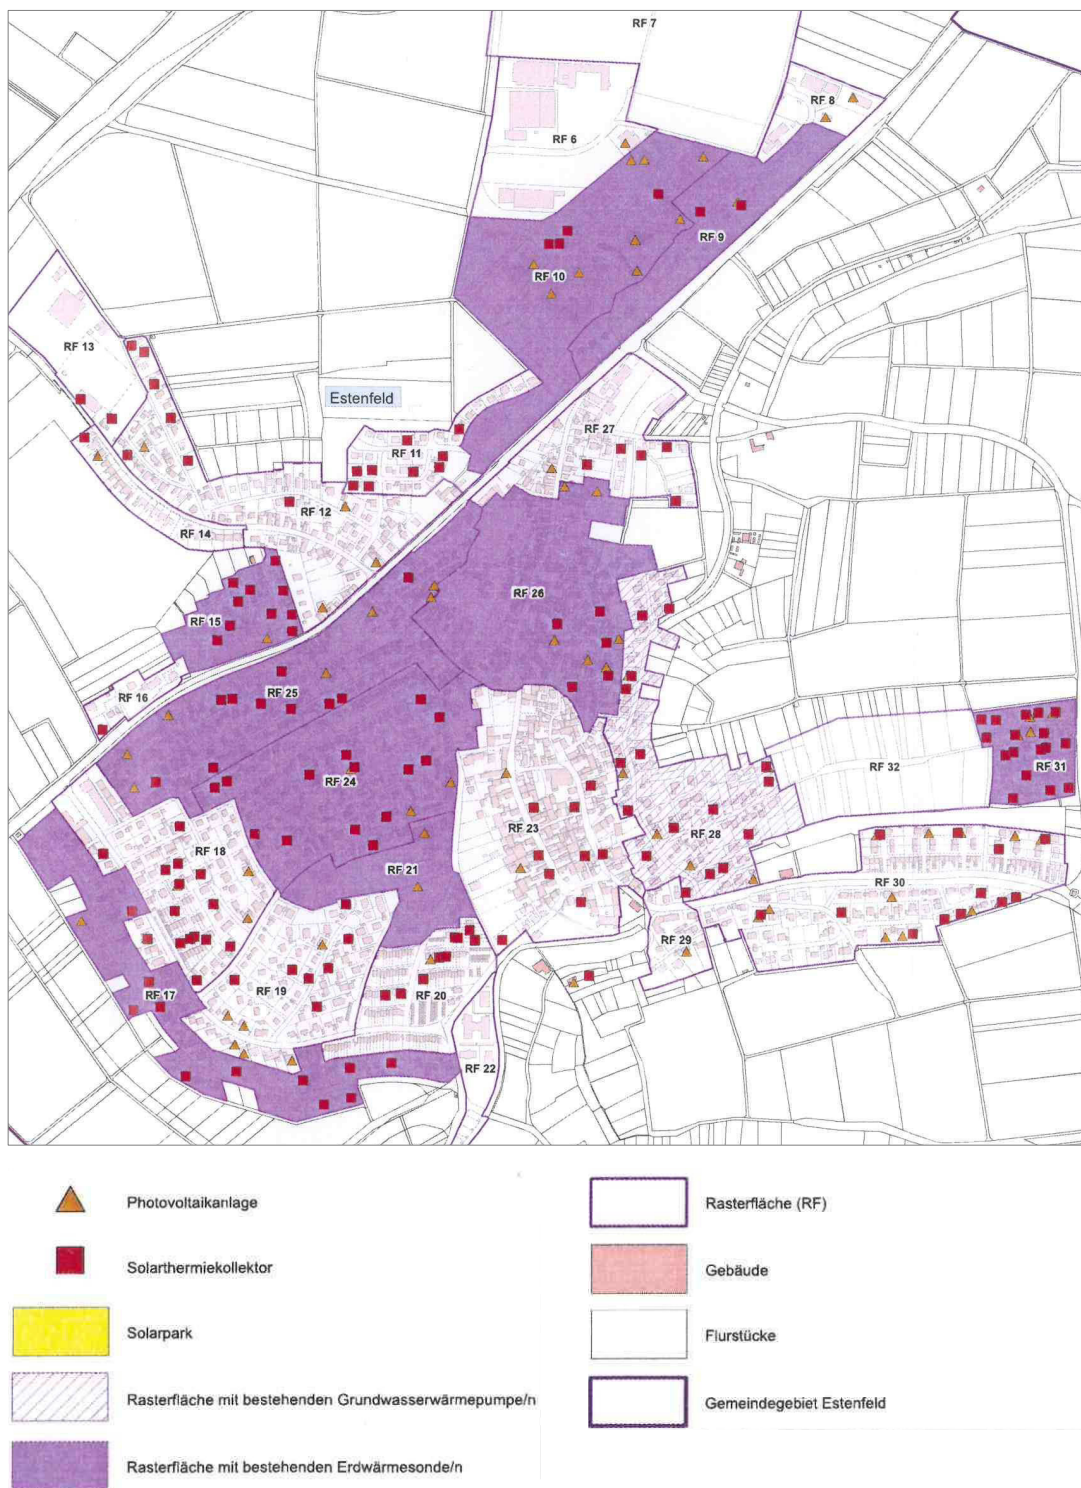 RF 7
RF 8
RF 6
RF 9
RF 10
RF 13
Estenfeld
RF 27
RF 11
RF 12
RF 14
RF 26
RF 15
RF 25
RF 16
RF 32
RF 31
RF 24
RF 23
RF 28
RF 18
RF 21
RF 30
RF 29
RF 17
RF 19
RF 20
RF 22
Photovoltaikanlage
Solarthermiekollektor
Solarpark
Rasterfläche mit bestehenden Grundwasserwärmepumpe/n
Rasterfläche mit bestehenden Erdwärmesonde/n
Rasterfläche (RF)
Gebäude
Flurstücke
Gemeindegebiet Estenfeld